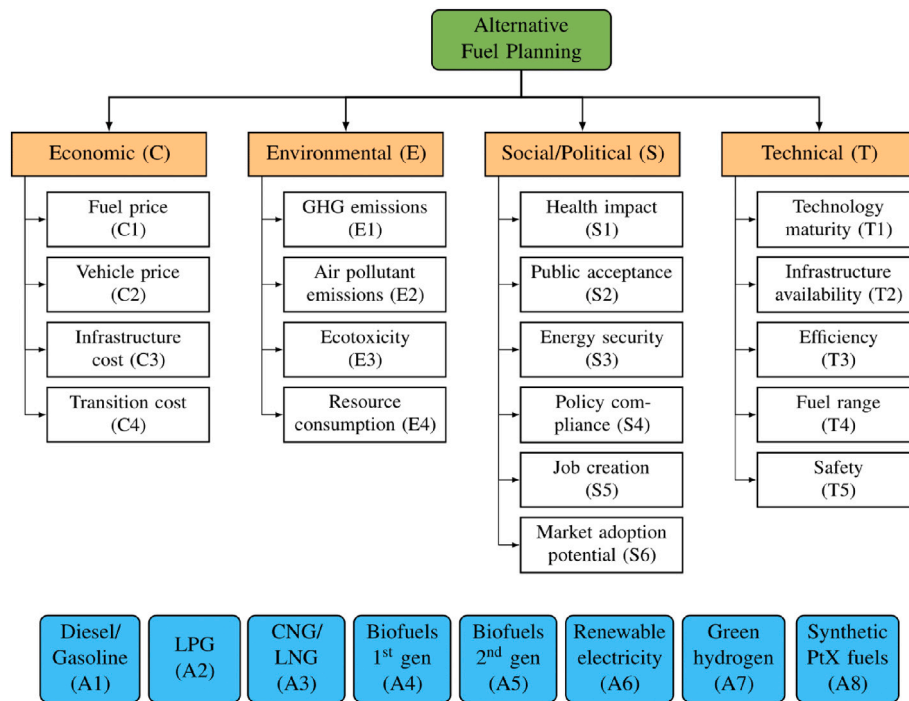 Alternative
Fuel Planning
Economic (C)
Fuel price
(C1)
Vehicle price
(C2)
Infrastructure
cost (C3)
Transition cost
(C4)
Environmental (E)
GHG emissions
(E1)
Air pollutant
emissions (E2)
Ecotoxicity
(E3)
Resource
consumption (E4)
Social/Political (S)
Health impact
(S1)
Public acceptance
(S2)
Energy security
(S3)
Policy com-
pliance (S4)
Job creation
(S5)
Market adoption
potential (S6)
Technical (T)
Technology
maturity (T1)
Infrastructure
availability (T2)
Efficiency
(T3)
Fuel range
(T4)
Safety
(T5)
Diesel/
Gasoline
(A1)
LPG
(A2)
CNG/
LNG
(A3)
Biofuels
1st gen
(A4)
Biofuels
2nd gen
(A5)
Renewable
electricity
(A6)
Green
hydrogen
(A7)
Synthetic
PtX fuels
(A8)